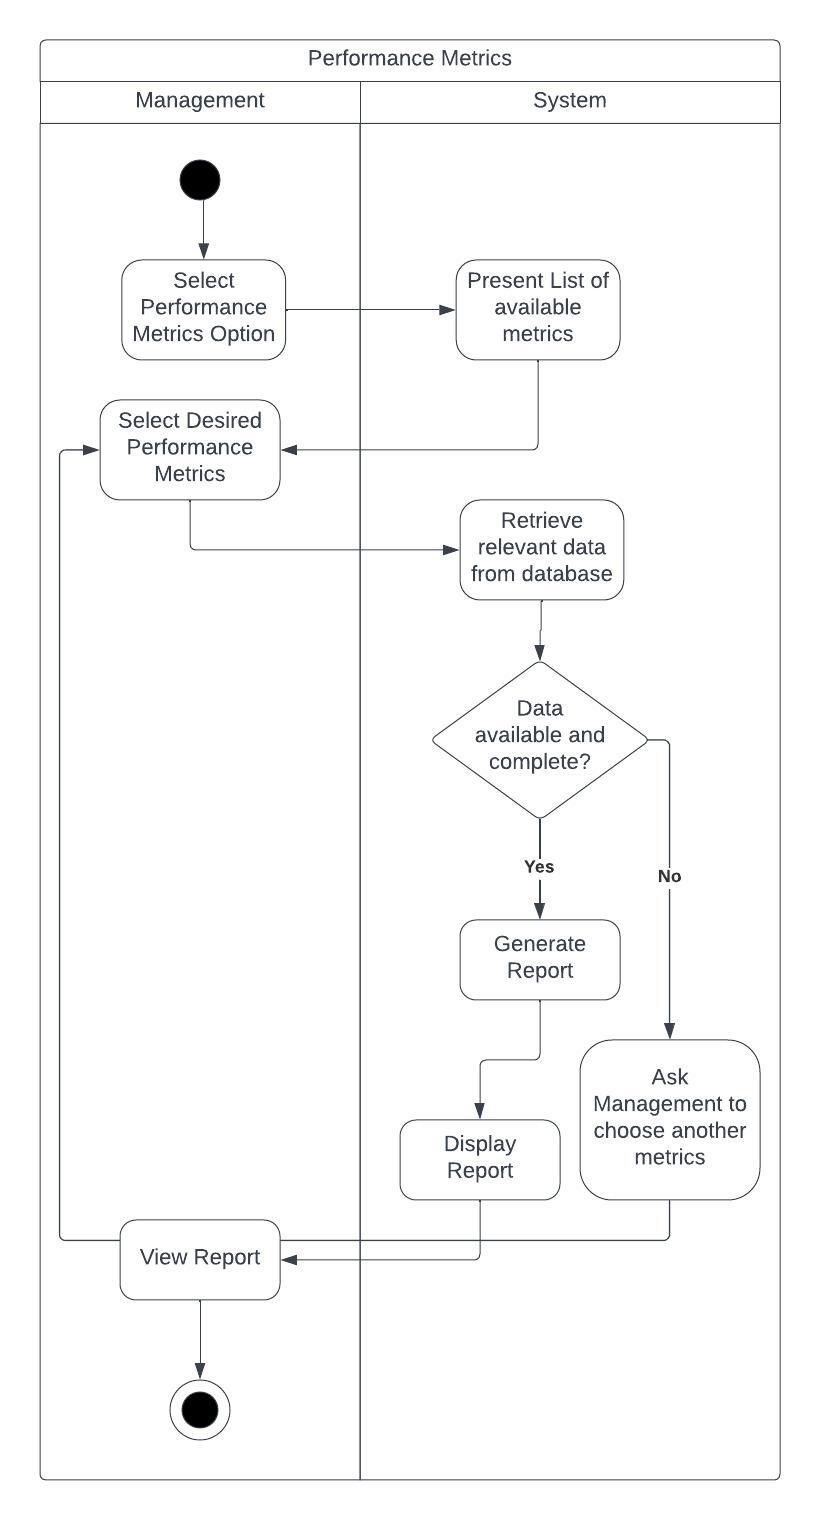 Performance Metrics
Management
System
Select
Performance
Metrics Option
Present List of
available
metrics
Select Desired
Performance
Metrics
Retrieve
relevant data
from database
Data
available and
complete?
Yes
No
Generate
Report
Ask
Management to
choose another
metrics
Display
Report
View Report